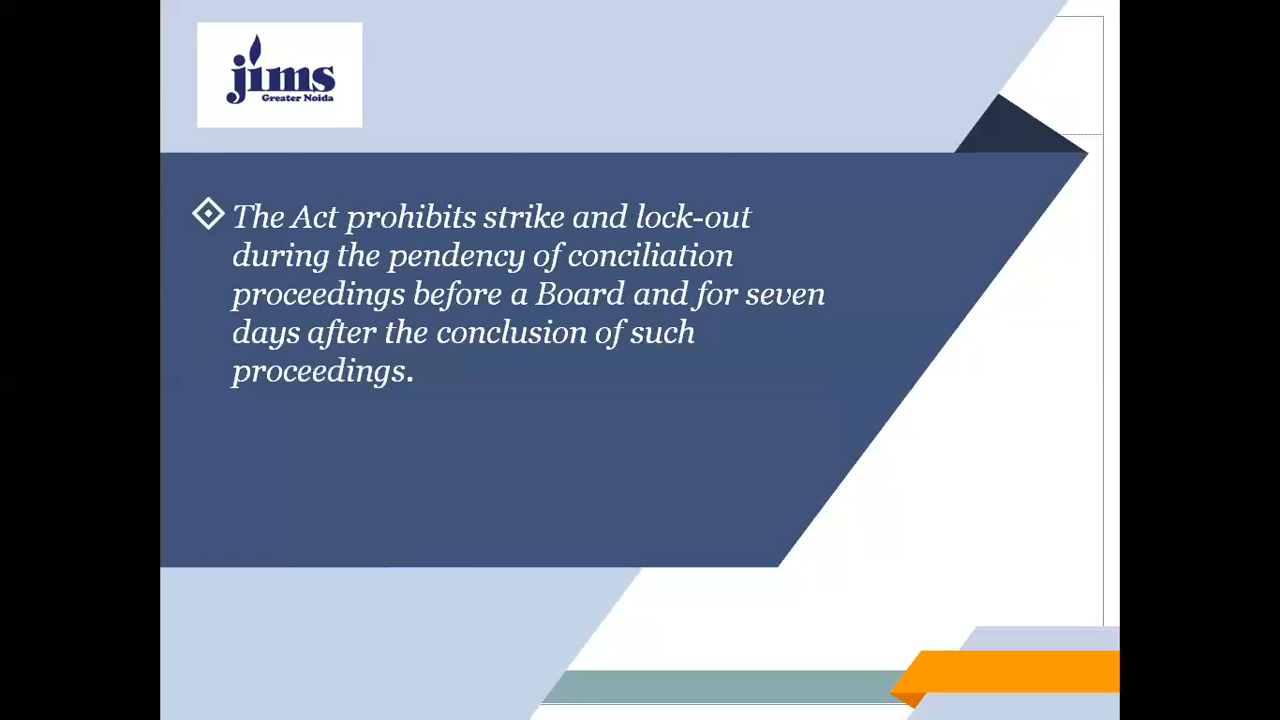 jims
Greater Noida
The Act prohibits strike and lock-out
during the pendency of conciliation
proceedings before a Board and for seven
days after the conclusion of such
proceedings.